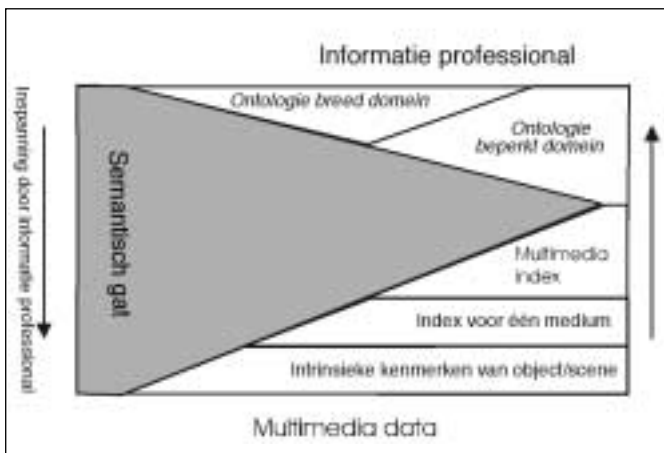 Informatie professional
Inspanning door informatie professional
Ontologie breed domein
Ontologie
beperkt domein
Semantisch gat
Multimedia
index
Index voor één medium
Intrinsieke kenmerken van object/scene
Multimedia data